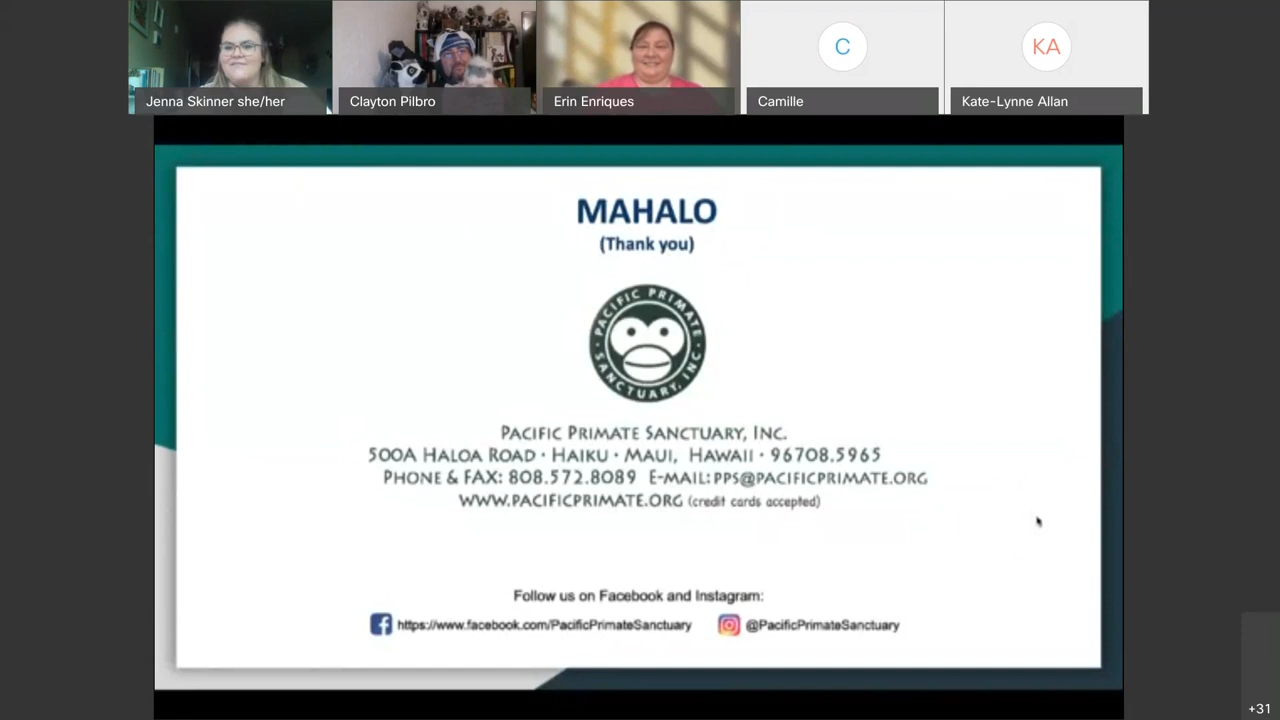 Jenna Skinner she/her
Clayton Pilbro
Erin Enriques
C
Camille
KA
Kate-Lynne Allan
MAHALO
(Thank you)
PACIFIC PRIMATE
SANCTUARY, INC.
PACIFIC PRIMATE SANCTUARY, INC.
500A HALOA ROAD · HAIKU · MAUI, HAWAII · 96708.5965
PHONE & FAX: 808.572.8089 E-MAIL: PPS@PACIFICPRIMATE.ORG
WWW.PACIFICPRIMATE.ORG (credit cards accepted)
Follow us on Facebook and Instagram:
https://www.facebook.com/PacificPrimateSanctuary
@PacificPrimateSanctuary
+31